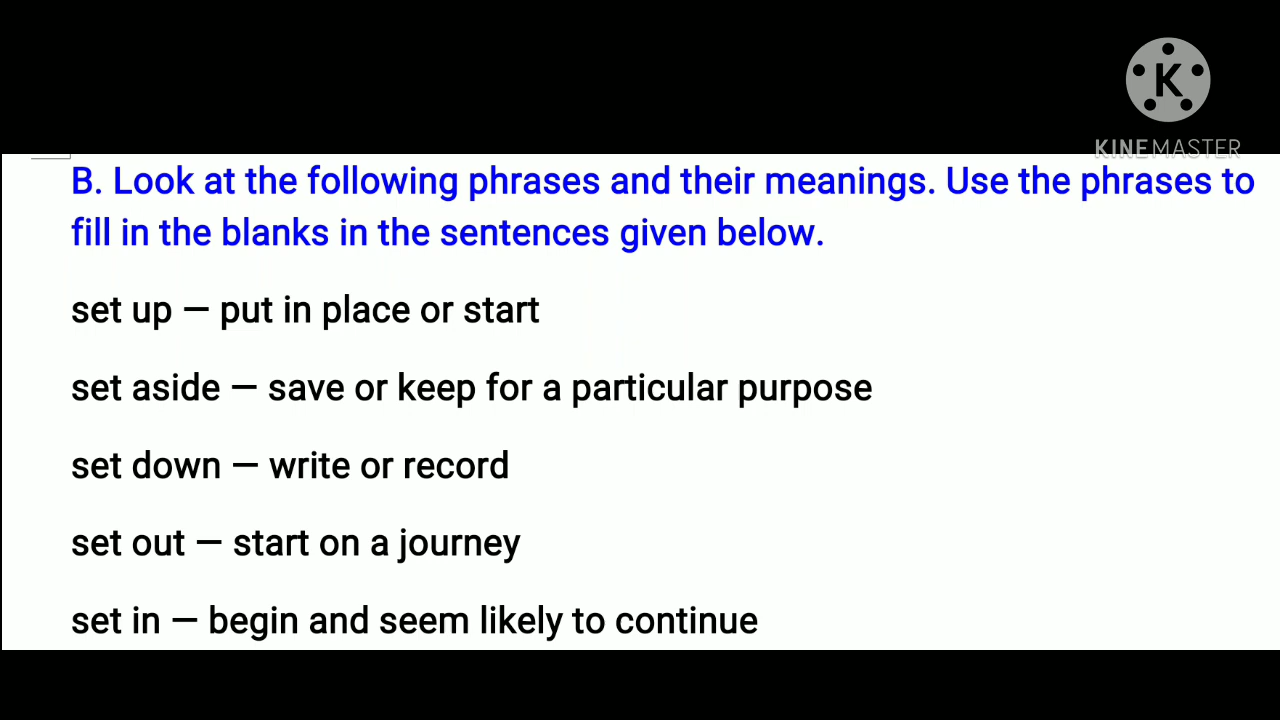 K
KINEMASTER
B. Look at the following phrases and their meanings. Use the phrases to
fill in the blanks in the sentences given below.
set up — put in place or start
set aside — save or keep for a particular purpose
set down — write or record
set out — start on a journey
set in — begin and seem likely to continue